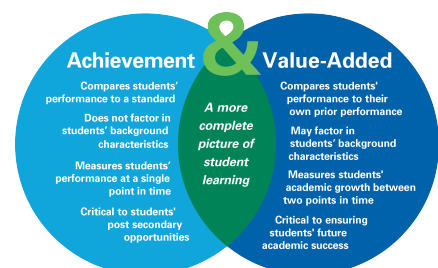 &
Achievement
Compares students'
performance to a standard
Does not factor in
students' background
characteristics
Measures students'
performance at a single
point in time
Critical to students'
post secondary
opportunities
A more
complete
picture of
student
learning
Value-Added
Compares students'
performance to their
own prior performance
May factor in
students' background
characteristics
Measures students'
academic growth between
two points in time
Critical to ensuring
students' future
academic success